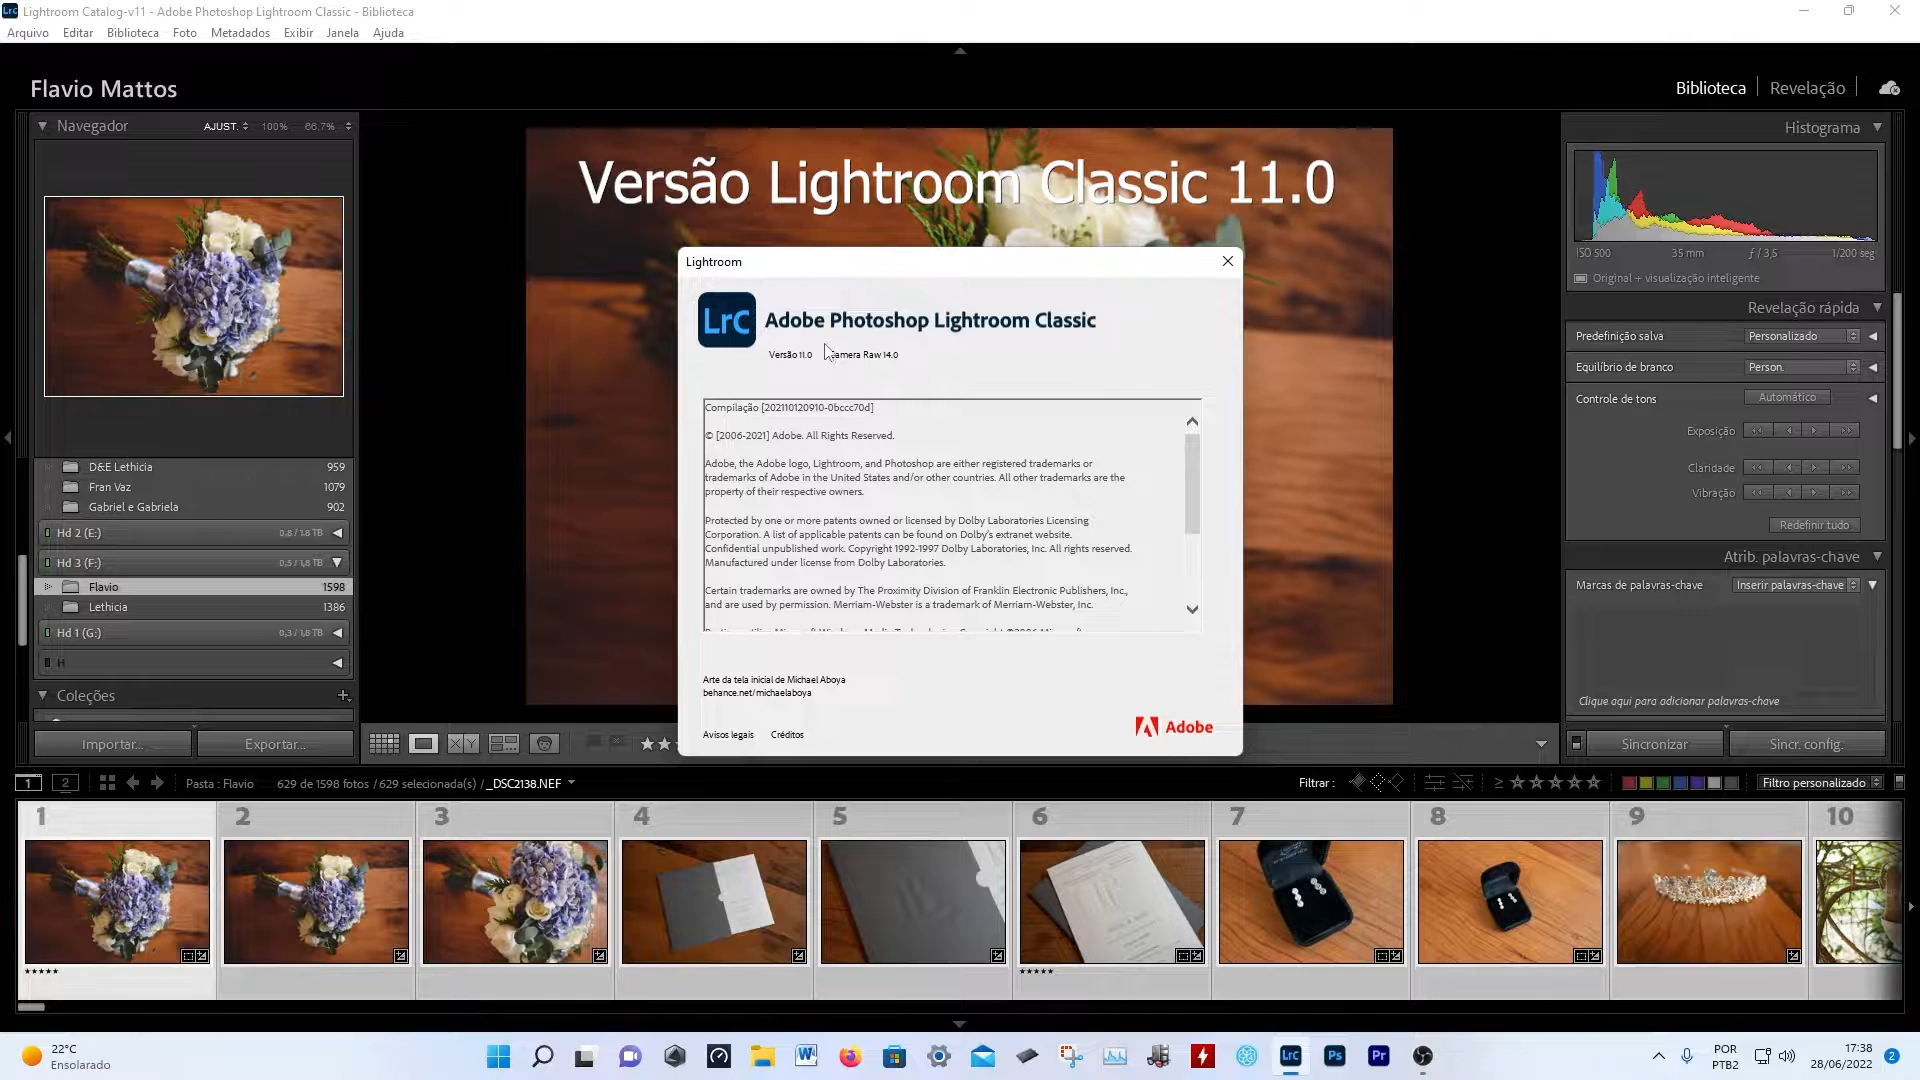 Lightroom Catalog-v11 - Adobe Photoshop Lightroom Classic - Biblioteca
Arquivo Editar Biblioteca Foto Metadados Exibir Janela Ajuda
Flavio Mattos
Biblioteca Revelação
Navegador AJUST. 100% 66.7%
Histograma
Versão Lightroom Classic 11.0
ISO 500 35 mm ƒ / 3,5 1/200 seg
Original + visualização inteligente
Revelação rápida
Predefinição salva Personalizado
Equilíbrio de branco Person.
Controle de tons Automático
Exposição
Claridade
Vibração
Redefinir tudo
Atrib. palavras-chave
Marcas de palavras-chave Inserir palavras-chave
Clique aqui para adicionar palavras-chave
Sincronizar Sincr. config.
D&E Lethicia 959
Fran Vaz 1079
Gabriel e Gabriela 902
Hd 2 (E:) 0,8 / 1,8 TB
Hd 3 (F:) 0,5 / 1,8 TB
Flavio 1598
Lethicia 1386
Hd 1 (G:) 0,3 / 1,8 TB
H
Coleções
Importar... Exportar...
Lightroom
Lrc Adobe Photoshop Lightroom Classic
Versão 11.0 Camera Raw 14.0
Compilação [202110120910-0bccc70d]
© [2006-2021] Adobe. All Rights Reserved.
Adobe, the Adobe logo, Lightroom, and Photoshop are either registered trademarks or
trademarks of Adobe in the United States and/or other countries. All other trademarks are the
property of their respective owners.
Protected by one or more patents owned or licensed by Dolby Laboratories Licensing
Corporation. A list of applicable patents can be found on Dolby's extranet website.
Confidential unpublished work. Copyright 1992-1997 Dolby Laboratories, Inc. All rights reserved.
Manufactured under license from Dolby Laboratories.
Certain trademarks are owned by The Proximity Division of Franklin Electronic Publishers, Inc.,
and are used by permission. Merriam-Webster is a trademark of Merriam-Webster, Inc.
Arte da tela inicial de Michael Aboya
behance.net/michaelaboya
Avisos legais Créditos
Adobe
XY
1 2 Pasta : Flavio 629 de 1598 fotos / 629 selecionada(s) / _DSC2138.NEF Filtrar : Filtro personalizado
1 2 3 4 5 6 7 8 9 10
22°C
Ensolarado
LrC Ps Pr
POR
PTB2
17:38
28/06/2022
2